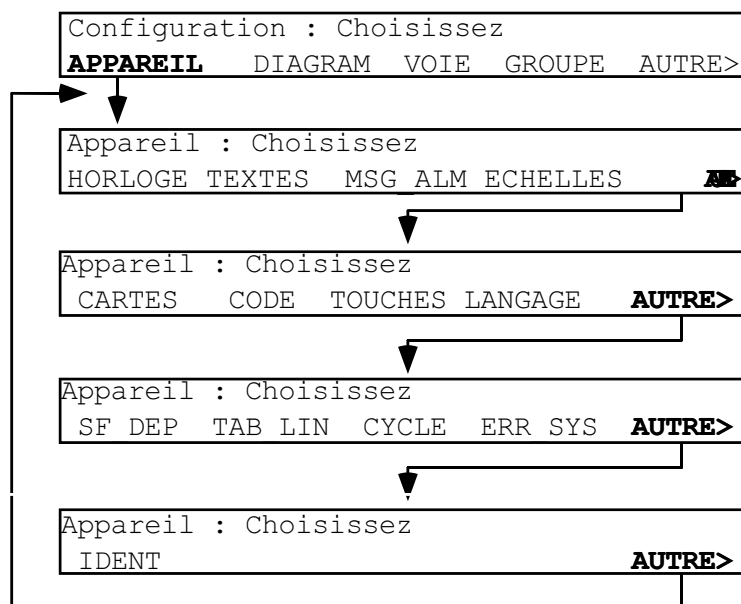 Configuration : Choisissez
APPAREIL DIAGRAM VOIE GROUPE AUTRE>
Appareil : Choisissez
HORLOGE TEXTES MSG_ALM ECHELLES
Appareil : Choisissez
CARTES CODE TOUCHES LANGAGE AUTRE>
Appareil : Choisissez
SF DEP TAB LIN CYCLE ERR SYS AUTRE>
Appareil : Choisissez
IDENT AUTRE>